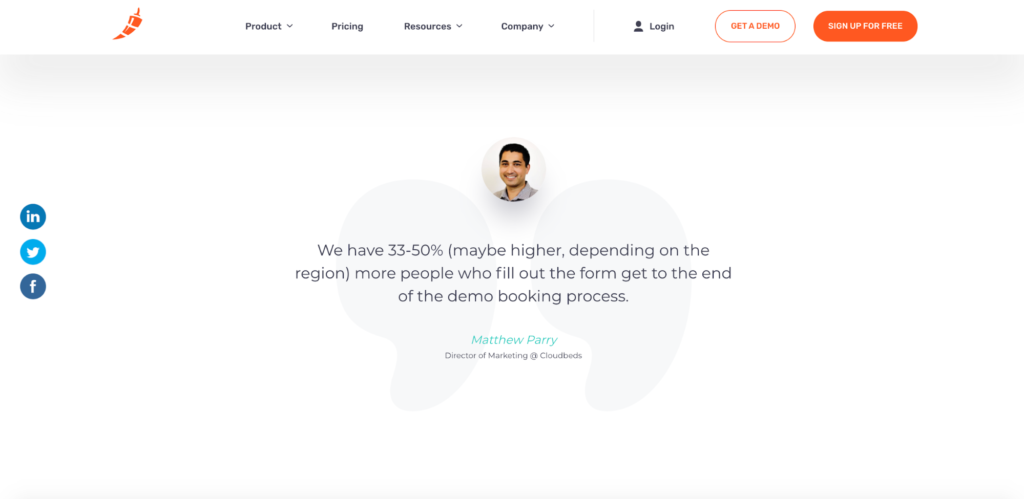 Product Pricing Resources Company Login GET A DEMO SIGN UP FOR FREE
We have 33-50% (maybe higher, depending on the
region) more people who fill out the form get to the end
of the demo booking process.
Matthew Parry
Director of Marketing @ Cloudbeds